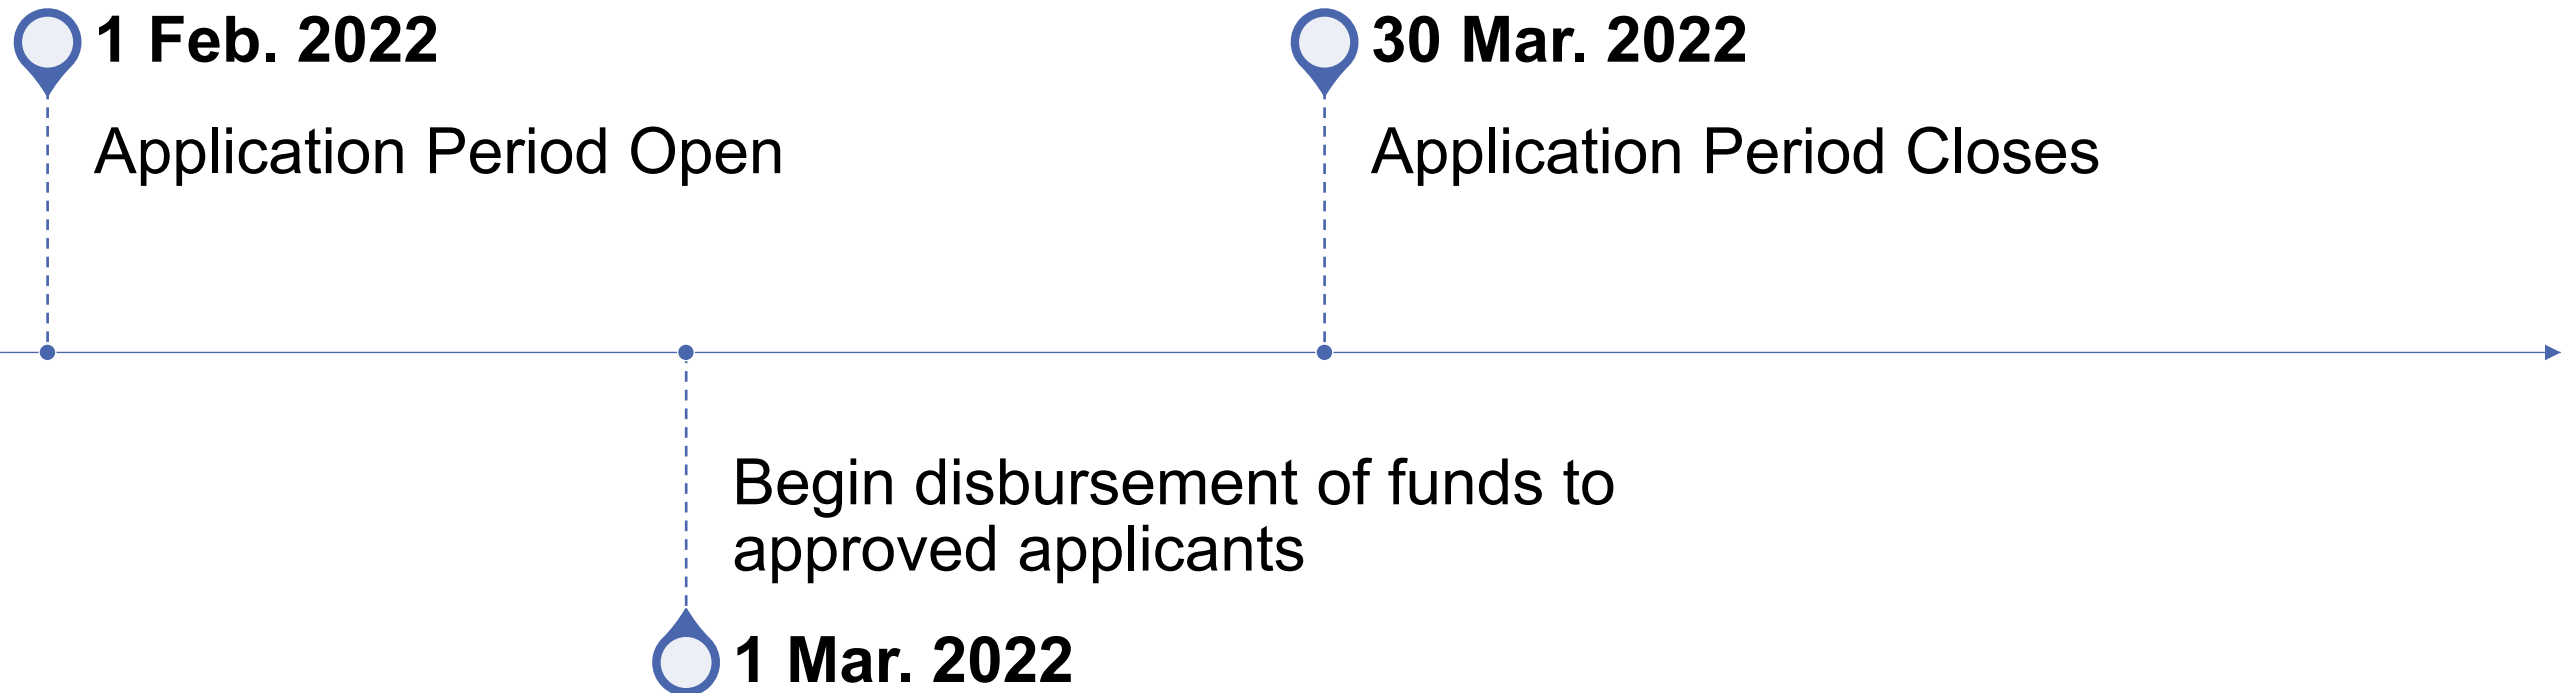 1 Feb. 2022
Application Period Open
30 Mar. 2022
Application Period Closes
Begin disbursement of funds to
approved applicants
1 Mar. 2022